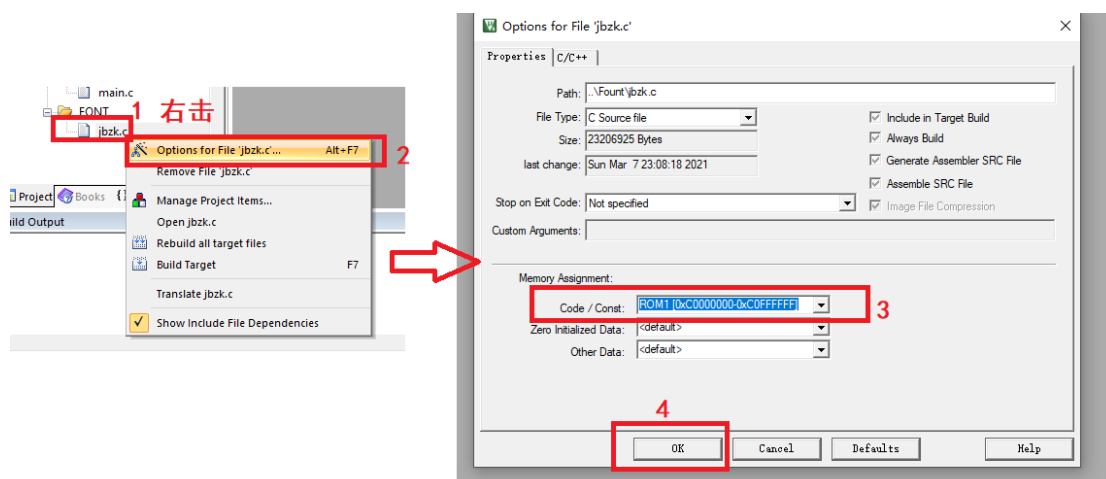 main.c
FONT
1 右击
jbzk.c
Options for File 'jbzk.c'... Alt+F7
2
Remove File 'jbzk.c'
Manage Project Items...
Open jbzk.c
Rebuild all target files
Build Target F7
Translate jbzk.c
Show Include File Dependencies
Project Books {}
ild Output
Options for File 'jbzk.c'
Properties C/C++
Path: ..\Fount\jbzk.c
File Type: C Source file
Size: 23206925 Bytes
last change: Sun Mar 7 23:08:18 2021
Include in Target Build
Always Build
Generate Assembler SRC File
Assemble SRC File
Image File Compression
Stop on Exit Code: Not specified
Custom Arguments:
Memory Assignment:
Code / Const: ROM1 [0xC0000000-0xC0FFFFFF]
3
Zero Initialized Data: <default>
Other Data: <default>
4
OK Cancel Defaults Help